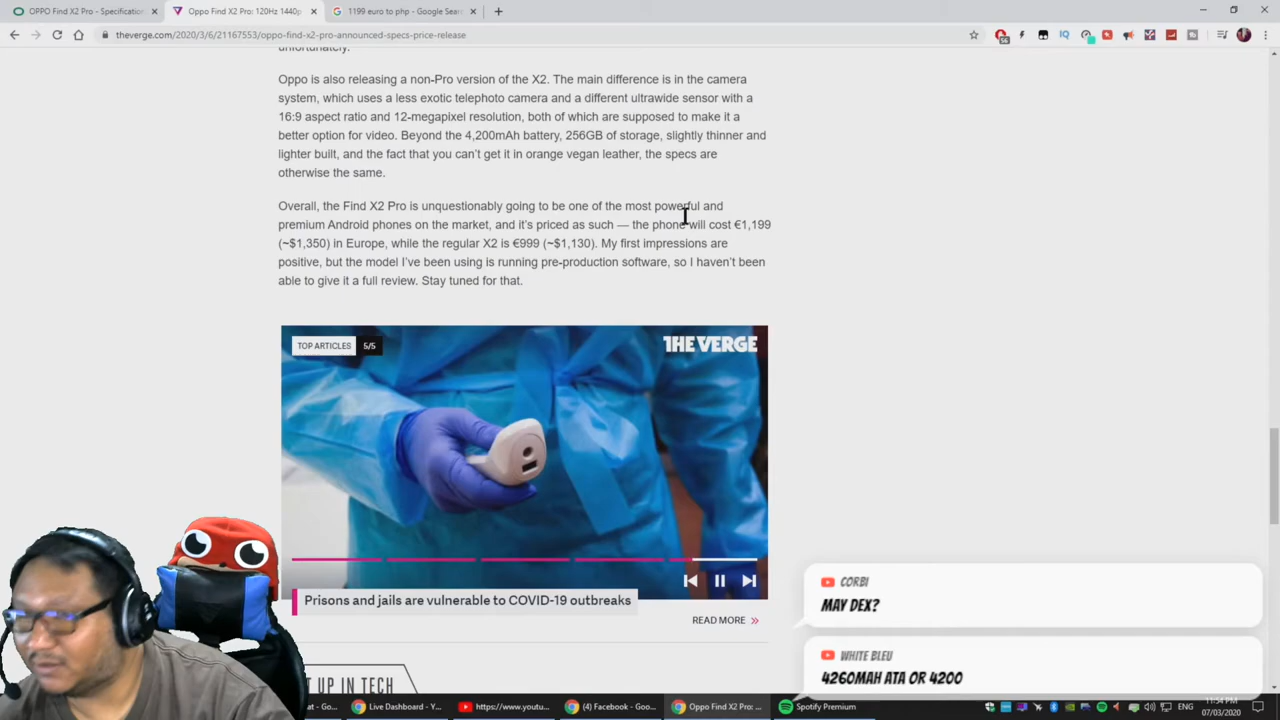 OPPO Find X2 Pro - Specification
Oppo Find X2 Pro: 120Hz 1440p
1199 euro to php - Google Sear
theverge.com/2020/3/6/21167553/oppo-find-x2-pro-announced-specs-price-release
unfortunately.
Oppo is also releasing a non-Pro version of the X2. The main difference is in the camera
system, which uses a less exotic telephoto camera and a different ultrawide sensor with a
16:9 aspect ratio and 12-megapixel resolution, both of which are supposed to make it a
better option for video. Beyond the 4,200mAh battery, 256GB of storage, slightly thinner and
lighter built, and the fact that you can't get it in orange vegan leather, the specs are
otherwise the same.
Overall, the Find X2 Pro is unquestionably going to be one of the most powerful and
premium Android phones on the market, and it's priced as such — the phone will cost €1,199
(~$1,350) in Europe, while the regular X2 is €999 (~$1,130). My first impressions are
positive, but the model I've been using is running pre-production software, so I haven't been
able to give it a full review. Stay tuned for that.
TOP ARTICLES 5/5
THE VERGE
Prisons and jails are vulnerable to COVID-19 outbreaks
READ MORE
T UP IN TECH
CORBI
MAY DEX?
WHITE BLEU
4260MAH ATA OR 4200
at - Go...
Live Dashboard - Y...
https://www.youtu...
(4) Facebook - Goo...
Oppo Find X2 Pro: ...
Spotify Premium
ENG
11:54 PM
07/03/2020